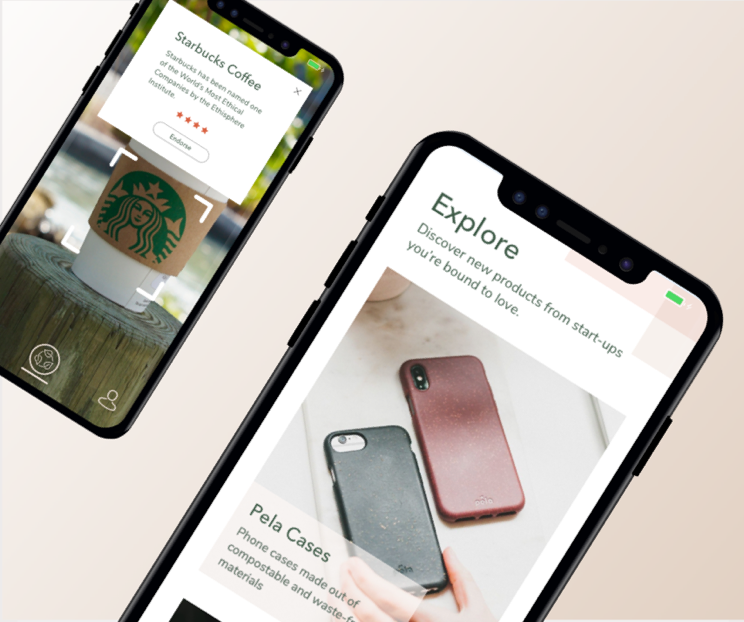 Starbucks Coffee
Starbucks has been named one
of the World's Most Ethical
Companies by the Ethisphere
Institute.
Endorse
Explore
Discover new products from start-ups
you're bound to love.
Pela Cases
Phone cases made out of
compostable and waste-fr
materials